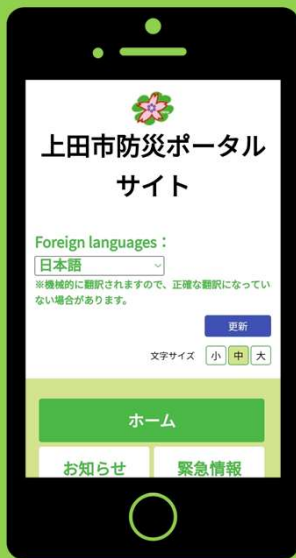 上田市防災ポータル
サイト
Foreign languages：
日本語
※機械的に翻訳されますので、正確な翻訳になってい
ない場合があります。
更新
文字サイズ 小 中 大
ホーム
お知らせ 緊急情報